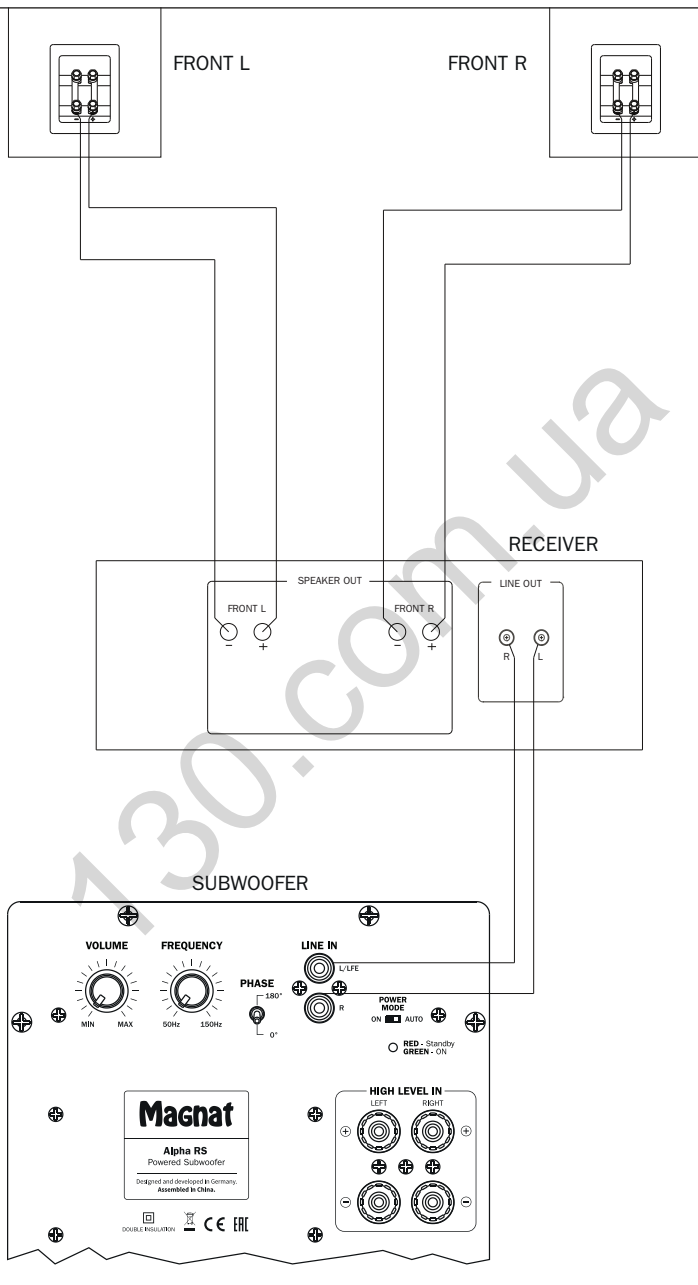 FRONT L
FRONT R
- +
- +
RECEIVER
SPEAKER OUT
LINE OUT
FRONT L
FRONT R
- +
- +
R
L
130.com.ua
SUBWOOFER
VOLUME
FREQUENCY
LINE IN
L/LFE
PHASE
180°
0°
R
POWER
MODE
ON
AUTO
MIN
MAX
50Hz
150Hz
RED - Standby
GREEN - ON
HIGH LEVEL IN
LEFT
RIGHT
+
+
-
-
Magnat
Alpha RS
Powered Subwoofer
Designed and developed in Germany.
Assembled in China.
DOUBLE INSULATION
CE EAC